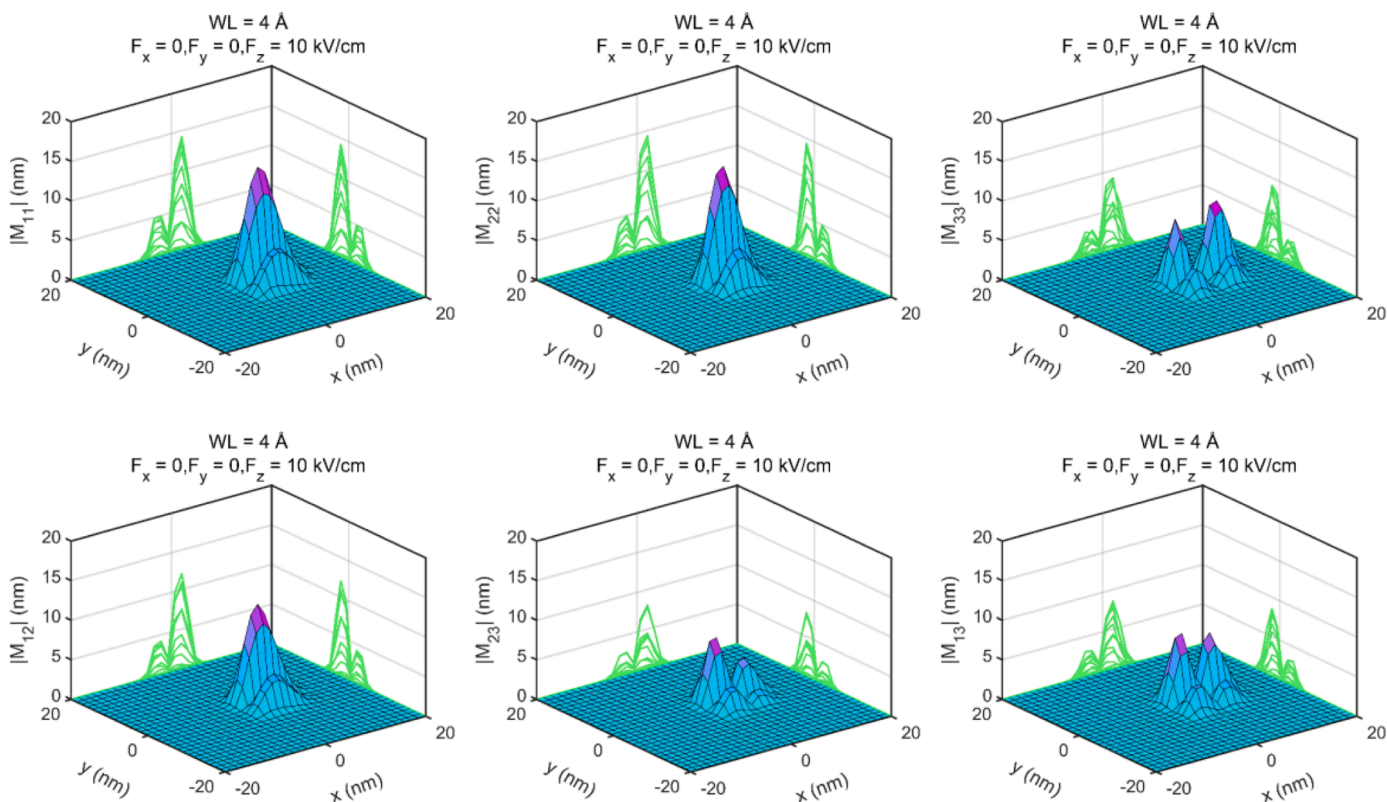 WL = 4 Å
F_x = 0,F_y = 0,F_z = 10 kV/cm
|M_11| (nm)
20
15
10
5
0
20
0
-20
y (nm)
-20
0
20
x (nm)
WL = 4 Å
F_x = 0,F_y = 0,F_z = 10 kV/cm
|M_22| (nm)
20
15
10
5
0
20
0
-20
y (nm)
-20
0
20
x (nm)
WL = 4 Å
F_x = 0,F_y = 0,F_z = 10 kV/cm
|M_33| (nm)
20
15
10
5
0
20
0
-20
y (nm)
-20
0
20
x (nm)
WL = 4 Å
F_x = 0,F_y = 0,F_z = 10 kV/cm
|M_12| (nm)
20
15
10
5
0
20
0
-20
y (nm)
-20
0
20
x (nm)
WL = 4 Å
F_x = 0,F_y = 0,F_z = 10 kV/cm
|M_23| (nm)
20
15
10
5
0
20
0
-20
y (nm)
-20
0
20
x (nm)
WL = 4 Å
F_x = 0,F_y = 0,F_z = 10 kV/cm
|M_13| (nm)
20
15
10
5
0
20
0
-20
y (nm)
-20
0
20
x (nm)